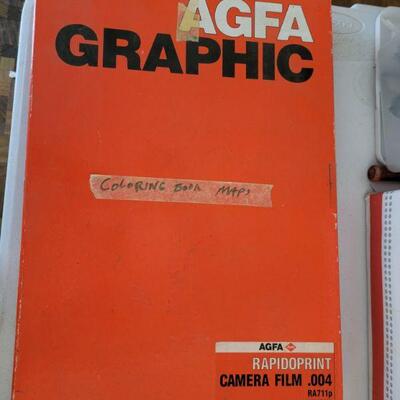 AGFA
GRAPHIC
COLORING BOOK MAPS
AGFA
RAPIDOPRINT
CAMERA FILM .004
RA711p